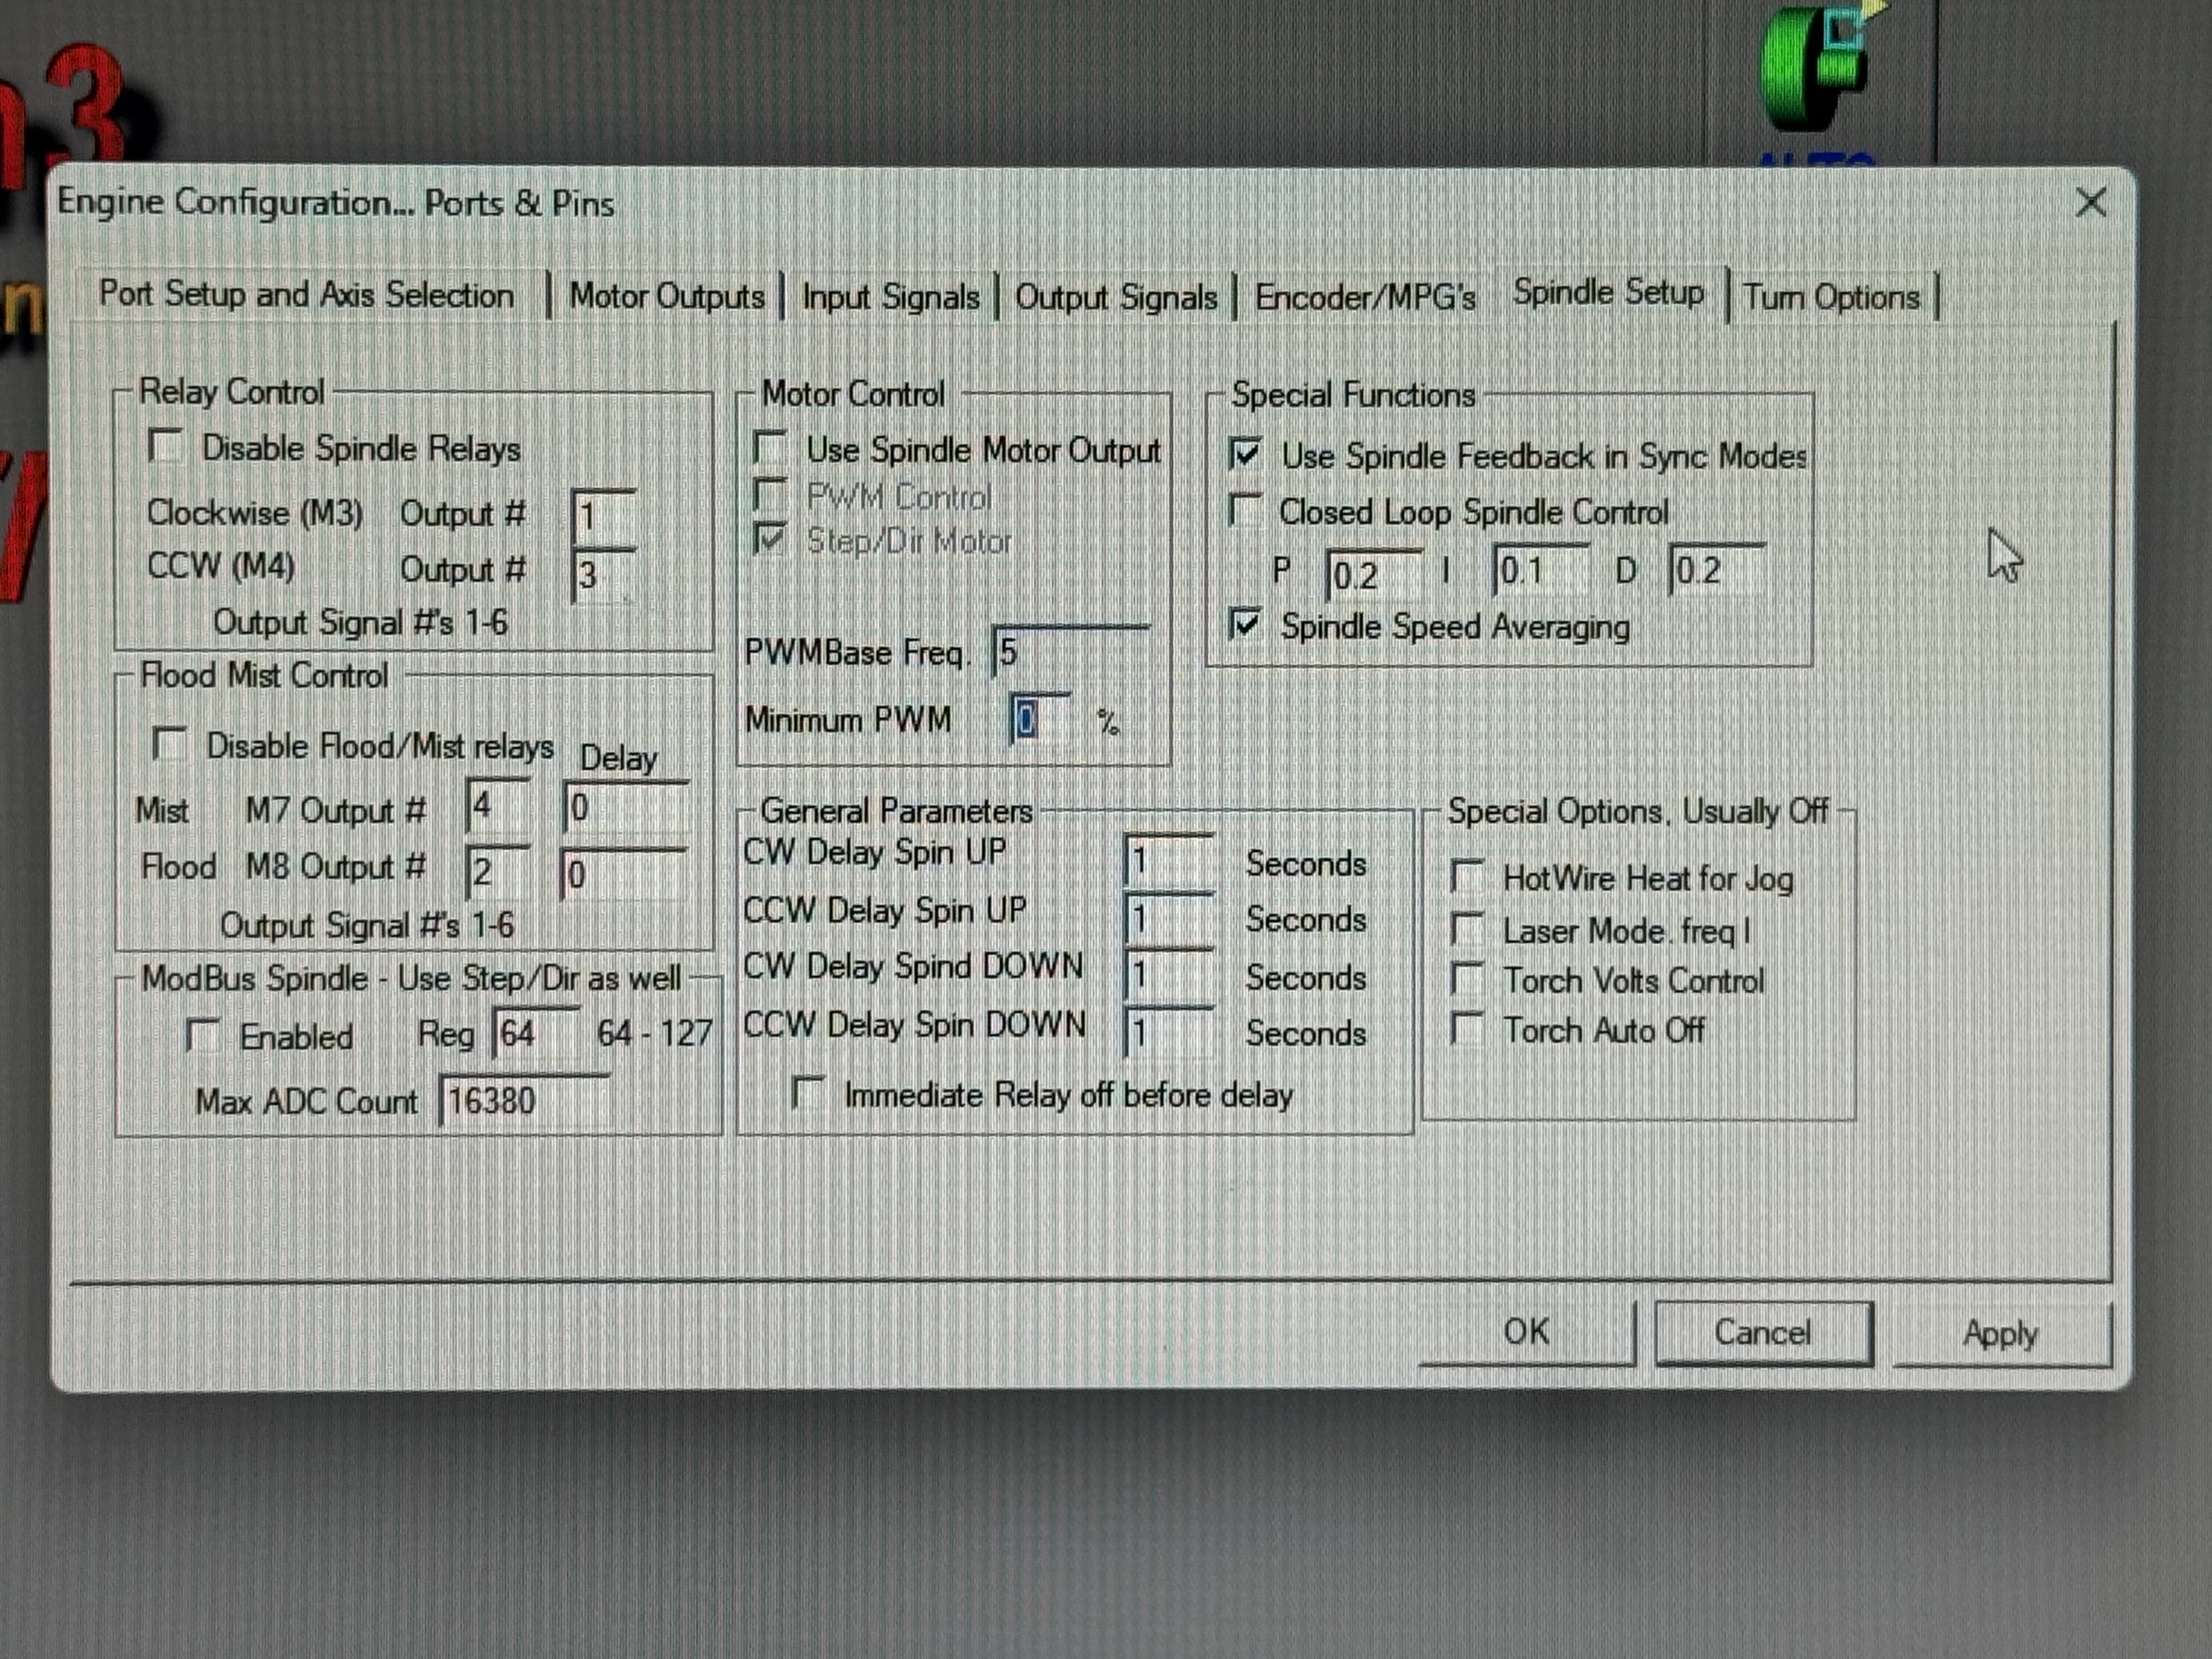 Engine Configuration... Ports & Pins
Port Setup and Axis Selection | Motor Outputs | Input Signals | Output Signals | Encoder/MPG's Spindle Setup | Turn Options |
Relay Control
Disable Spindle Relays
Clockwise (M3) Output # 1
CCW (M4) Output # 3
Output Signal #'s 1-6
Flood Mist Control
Disable Flood/Mist relays Delay
Mist M7 Output # 4 0
Flood M8 Output # 2 0
Output Signal #'s 1-6
ModBus Spindle - Use Step/Dir as well
Enabled Reg 64 64 - 127
Max ADC Count 16380
Motor Control
Use Spindle Motor Output
PWM Control
Step/Dir Motor
PWMBase Freq. 5
Minimum PWM 0 %
General Parameters
CW Delay Spin UP 1 Seconds
CCW Delay Spin UP 1 Seconds
CW Delay Spind DOWN 1 Seconds
CCW Delay Spin DOWN 1 Seconds
Immediate Relay off before delay
Special Functions
Use Spindle Feedback in Sync Modes
Closed Loop Spindle Control
P 0.2 I 0.1 D 0.2
Spindle Speed Averaging
Special Options, Usually Off
HotWire Heat for Jog
Laser Mode. freq
Torch Volts Control
Torch Auto Off
OK Cancel Apply